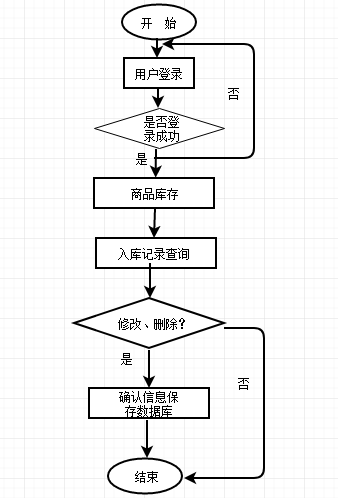 开 始
用户登录
否
是否登
录成功
是
商品库存
入库记录查询
修改、删除?
是
否
确认信息保
存数据库
结束